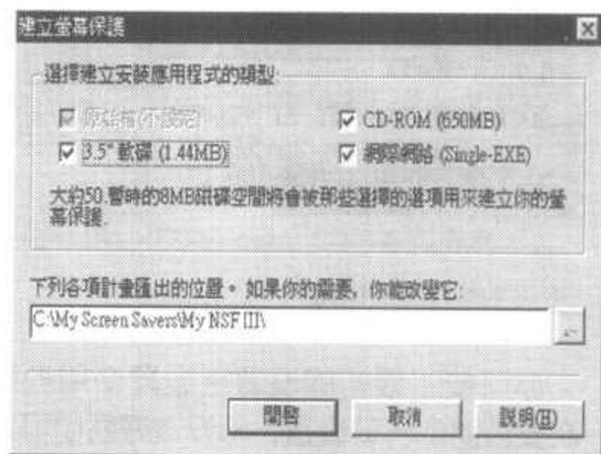 建立螢幕保護
選擇建立安裝應用程式的類型
原始檔(不設定)
CD-ROM (650MB)
3.5" 軟碟 (1.44MB)
網際網路 (Single-EXE)
大約50.暫時的8MB磁碟空間將會被那些選擇的選項用來建立你的螢
幕保護.
下列各項計畫匯出的位置。如果你的需要, 你能改變它:
C:\My Screen Savers\My NSF III\
...
開啓
取消
說明(H)